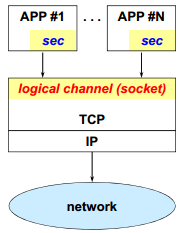 APP #1 ... APP #N
sec sec
logical channel (socket)
TCP
IP
network